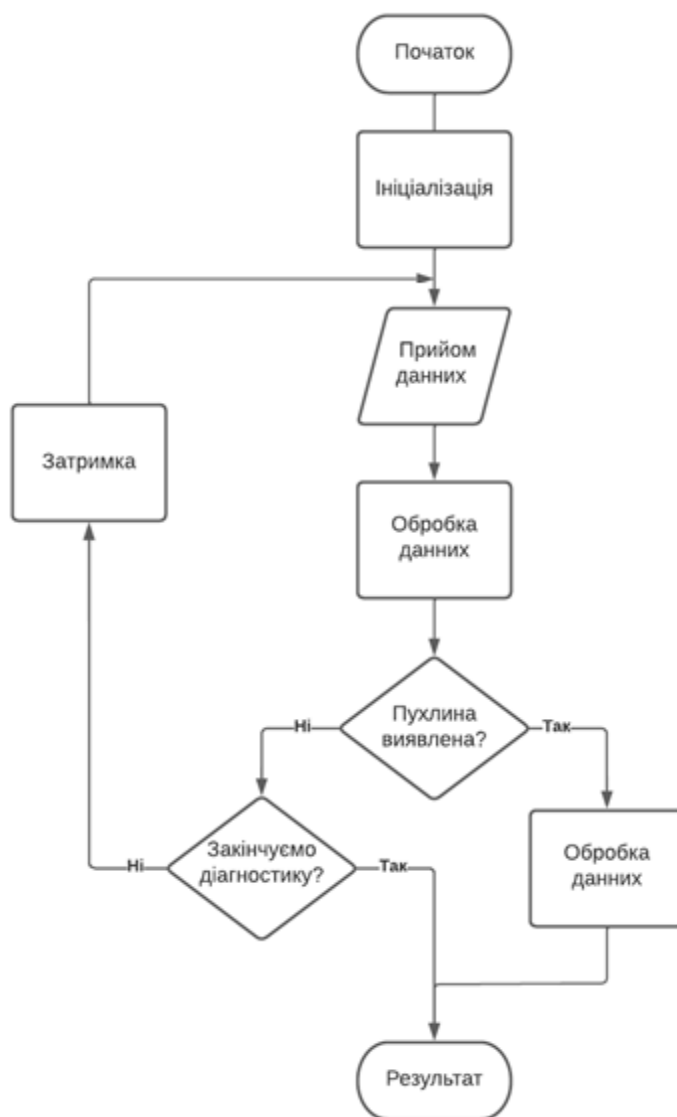 Початок
Ініціалізація
Прийом
данних
Затримка
Обробка
данних
Пухлина
виявлена?
Ні
Так
Закінчуємо
діагностику?
Ні
Так
Обробка
данних
Результат